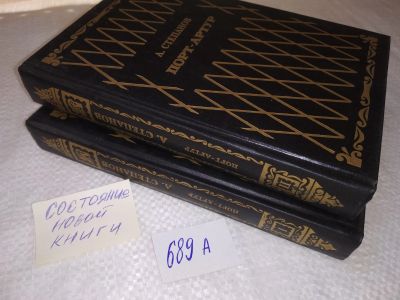 А. СТЕПАНОВ
ПОРТ-АРТУР
А. СТЕПАНОВ
ПОРТ-АРТУР
А. СТЕПАНОВ
ПОРТ-АРТУР
СОСТОЯНИЕ
НОВОЙ
КНИГИ
689 А